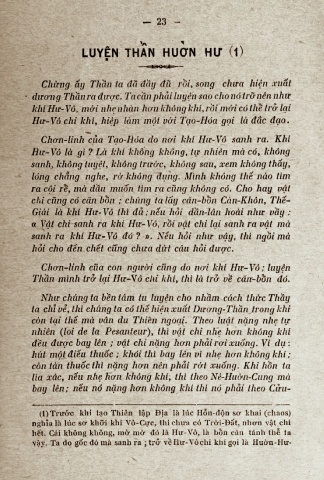 — 23 —
LUYỆN THẦN HUỜN HƯ (1)
Chừng ấy Thần ta đã đầy đủ rồi, song chưa hiện xuất
dương Thần ra được. Ta cần phải luyện sao cho nó trở nên như
khí Hư-Vô, mới nhẹ nhàn hơn không khí, rồi mới có thể trở lại
Hư-Vô chi khí, hiệp làm một với Tạo-Hóa gọi là đắc đạo.
Chơn-linh của Tạo-Hóa do nơi khí Hư-Vô sanh ra. Khí
Hư-Vô là gì? Là khí không không, tự nhiên mà có, không
sanh, không tuyệt, không trước, không sau, xem không thấy,
lóng chẳng nghe, rờ không đụng. Mình không thế nào tìm
ra cội rễ, mà dầu muốn tìm ra cũng không có. Cho hay vật
chi cũng có căn bồn; chúng ta lấy căn-bồn Càn-Khôn, Thế-
Giái là khí Hư-Vô thì đủ; nếu hỏi dần-lân hoài như vầy:
« Vật chi sanh ra khí Hư-Vô, rồi vật chi lại sanh ra vật mà
sanh ra khí Hư-Vô đó? ». Nếu hỏi như vậy, thì ngồi mà
hỏi cho đến chết cũng chưa dứt câu hỏi được.
Chơn-linh của con người cũng do nơi khí Hư-Vô; luyện
Thần mình trở lại Hư-Vô chi khí, thì là trở về căn-bồn đó.
Như chúng ta bền tâm tu luyện cho nhằm cách thức Thầy
ta chỉ vẽ, thì chúng ta có thể hiện xuất Dương-Thần trong khi
còn tại thế mà vân du Thiên ngoại. Theo luật nặng nhẹ tự
nhiên (loi de la Pesanteur), thì vật chi nhẹ hơn không khí
đều được bay lên; vật chi nặng hơn phải rơi xuống. Ví dụ:
hút một điếu thuốc; khói thì bay lên vì nhẹ hơn không khí;
còn tàn thuốc thì nặng hơn nên phải rớt xuống. Khi hồn ta
lìa xác, nếu nhẹ hơn không khí, thì theo Nê-Huờn-Cung mà
bay lên; nếu nó nặng hơn không khí thì nó phải theo Cửu-
(1) Trước khi tạo Thiên lập Địa là lúc Hỗn-độn sơ khai (chaos)
nghĩa là lúc sơ khởi khí Vô-Cực, thì chưa có Trời-Đất, nhơn vật chi
hết. Cái không không, mờ mờ đó là Hư-Vô, là bồn căn tánh thể ta
vậy. Ta do gốc đó mà sanh ra; trở về Hư-Vô chi khí gọi là Huờn-Hư-